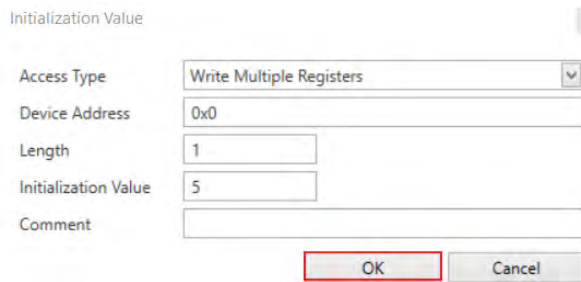 Initialization Value
Access Type Write Multiple Registers
Device Address 0x0
Length 1
Initialization Value 5
Comment
OK Cancel